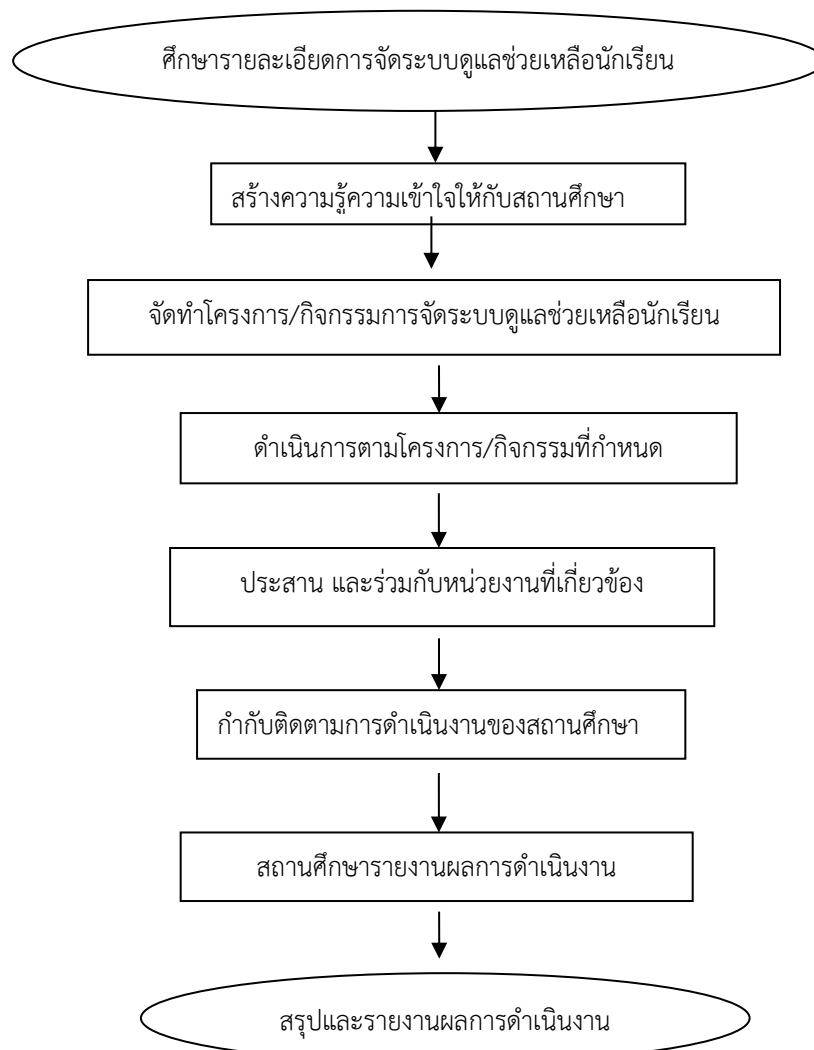 ศึกษารายละเอียดการจัดระบบดูแลช่วยเหลือนักเรียน
สร้างความรู้ความเข้าใจให้กับสถานศึกษา
จัดทำโครงการ/กิจกรรมการจัดระบบดูแลช่วยเหลือนักเรียน
ดำเนินการตามโครงการ/กิจกรรมที่กำหนด
ประสาน และร่วมกับหน่วยงานที่เกี่ยวข้อง
กำกับติดตามการดำเนินงานของสถานศึกษา
สถานศึกษารายงานผลการดำเนินงาน
สรุปและรายงานผลการดำเนินงาน